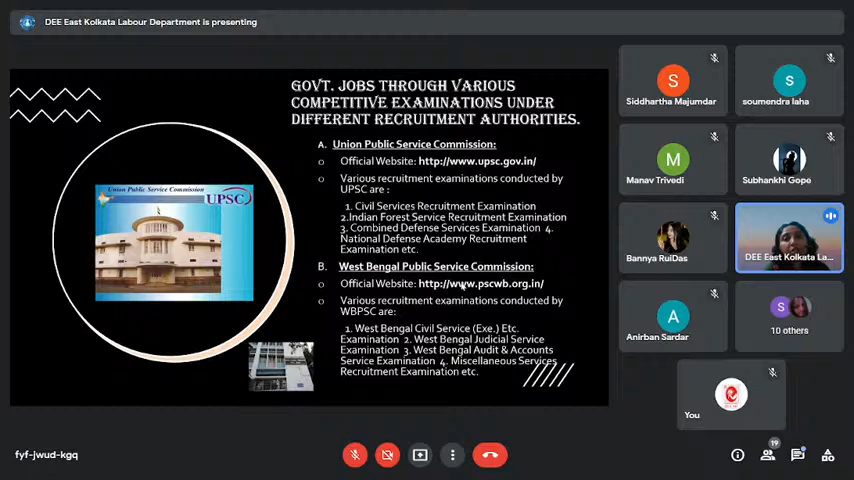 DEE East Kolkata Labour Department is presenting
GOVT. JOBS THROUGH VARIOUS
COMPETITIVE EXAMINATIONS UNDER
DIFFERENT RECRUITMENT AUTHORITIES.
A. Union Public Service Commission:
o Official Website: http://www.upsc.gov.in/
o Various recruitment examinations conducted by
UPSC are :
1. Civil Services Recruitment Examination
2.Indian Forest Service Recruitment Examination
3. Combined Defense Services Examination 4.
National Defense Academy Recruitment
Examination etc.
B. West Bengal Public Service Commission:
o Official Website: http://www.pscwb.org.in/
o Various recruitment examinations conducted by
WBPSC are:
1. West Bengal Civil Service (Exe.) Etc.
Examination 2. West Bengal Judicial Service
Examination 3. West Bengal Audit & Accounts
Service Examination 4. Miscellaneous Services
Recruitment Examination etc.
Union Public Service Commission
UPSC
S
Siddhartha Majumdar
s
soumendra laha
M
Manav Trivedi
Subhankhi Gope
Bannya RuiDas
DEE East Kolkata La...
A
Anirban Sardar
S
10 others
You
fyf-jwud-kgq
19